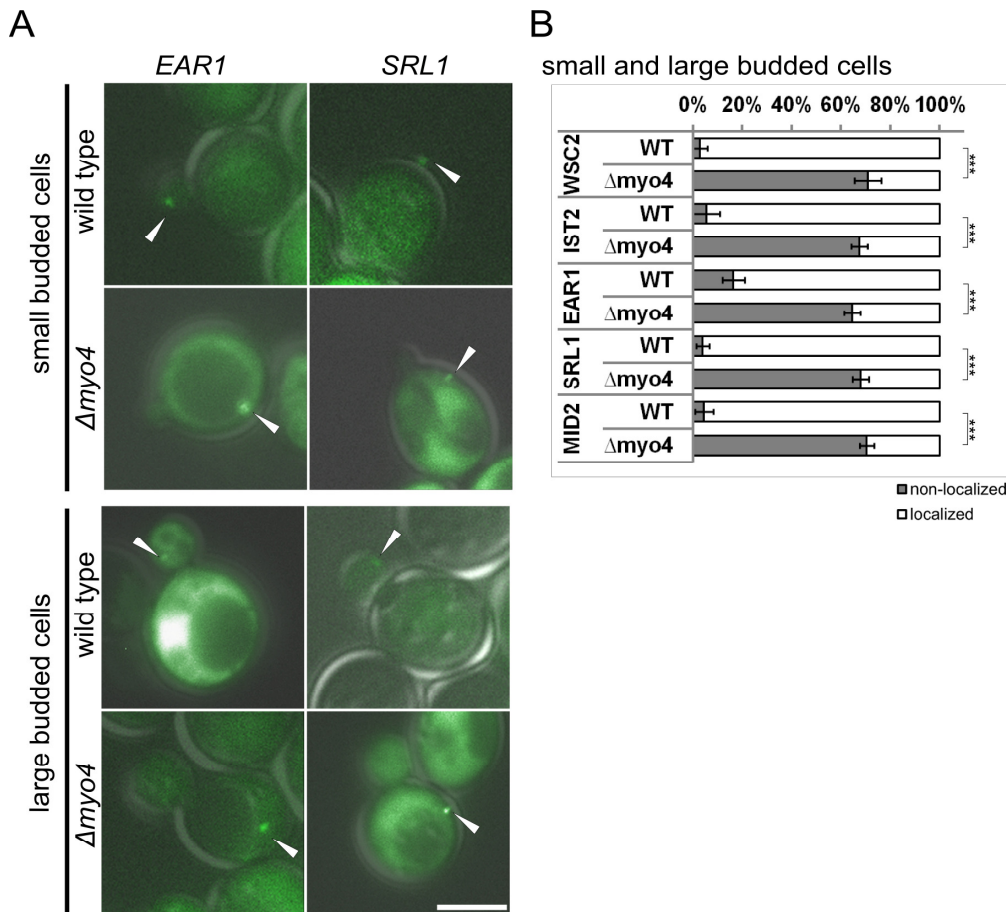 A
EAR1 SRL1
small budded cells
wild type
Δmyo4
large budded cells
wild type
Δmyo4
B
small and large budded cells
0% 20% 40% 60% 80% 100%
WSC2
WT
***
Δmyo4
IST2
WT
***
Δmyo4
EAR1
WT
***
Δmyo4
SRL1
WT
***
Δmyo4
MID2
WT
***
Δmyo4
non-localized
localized